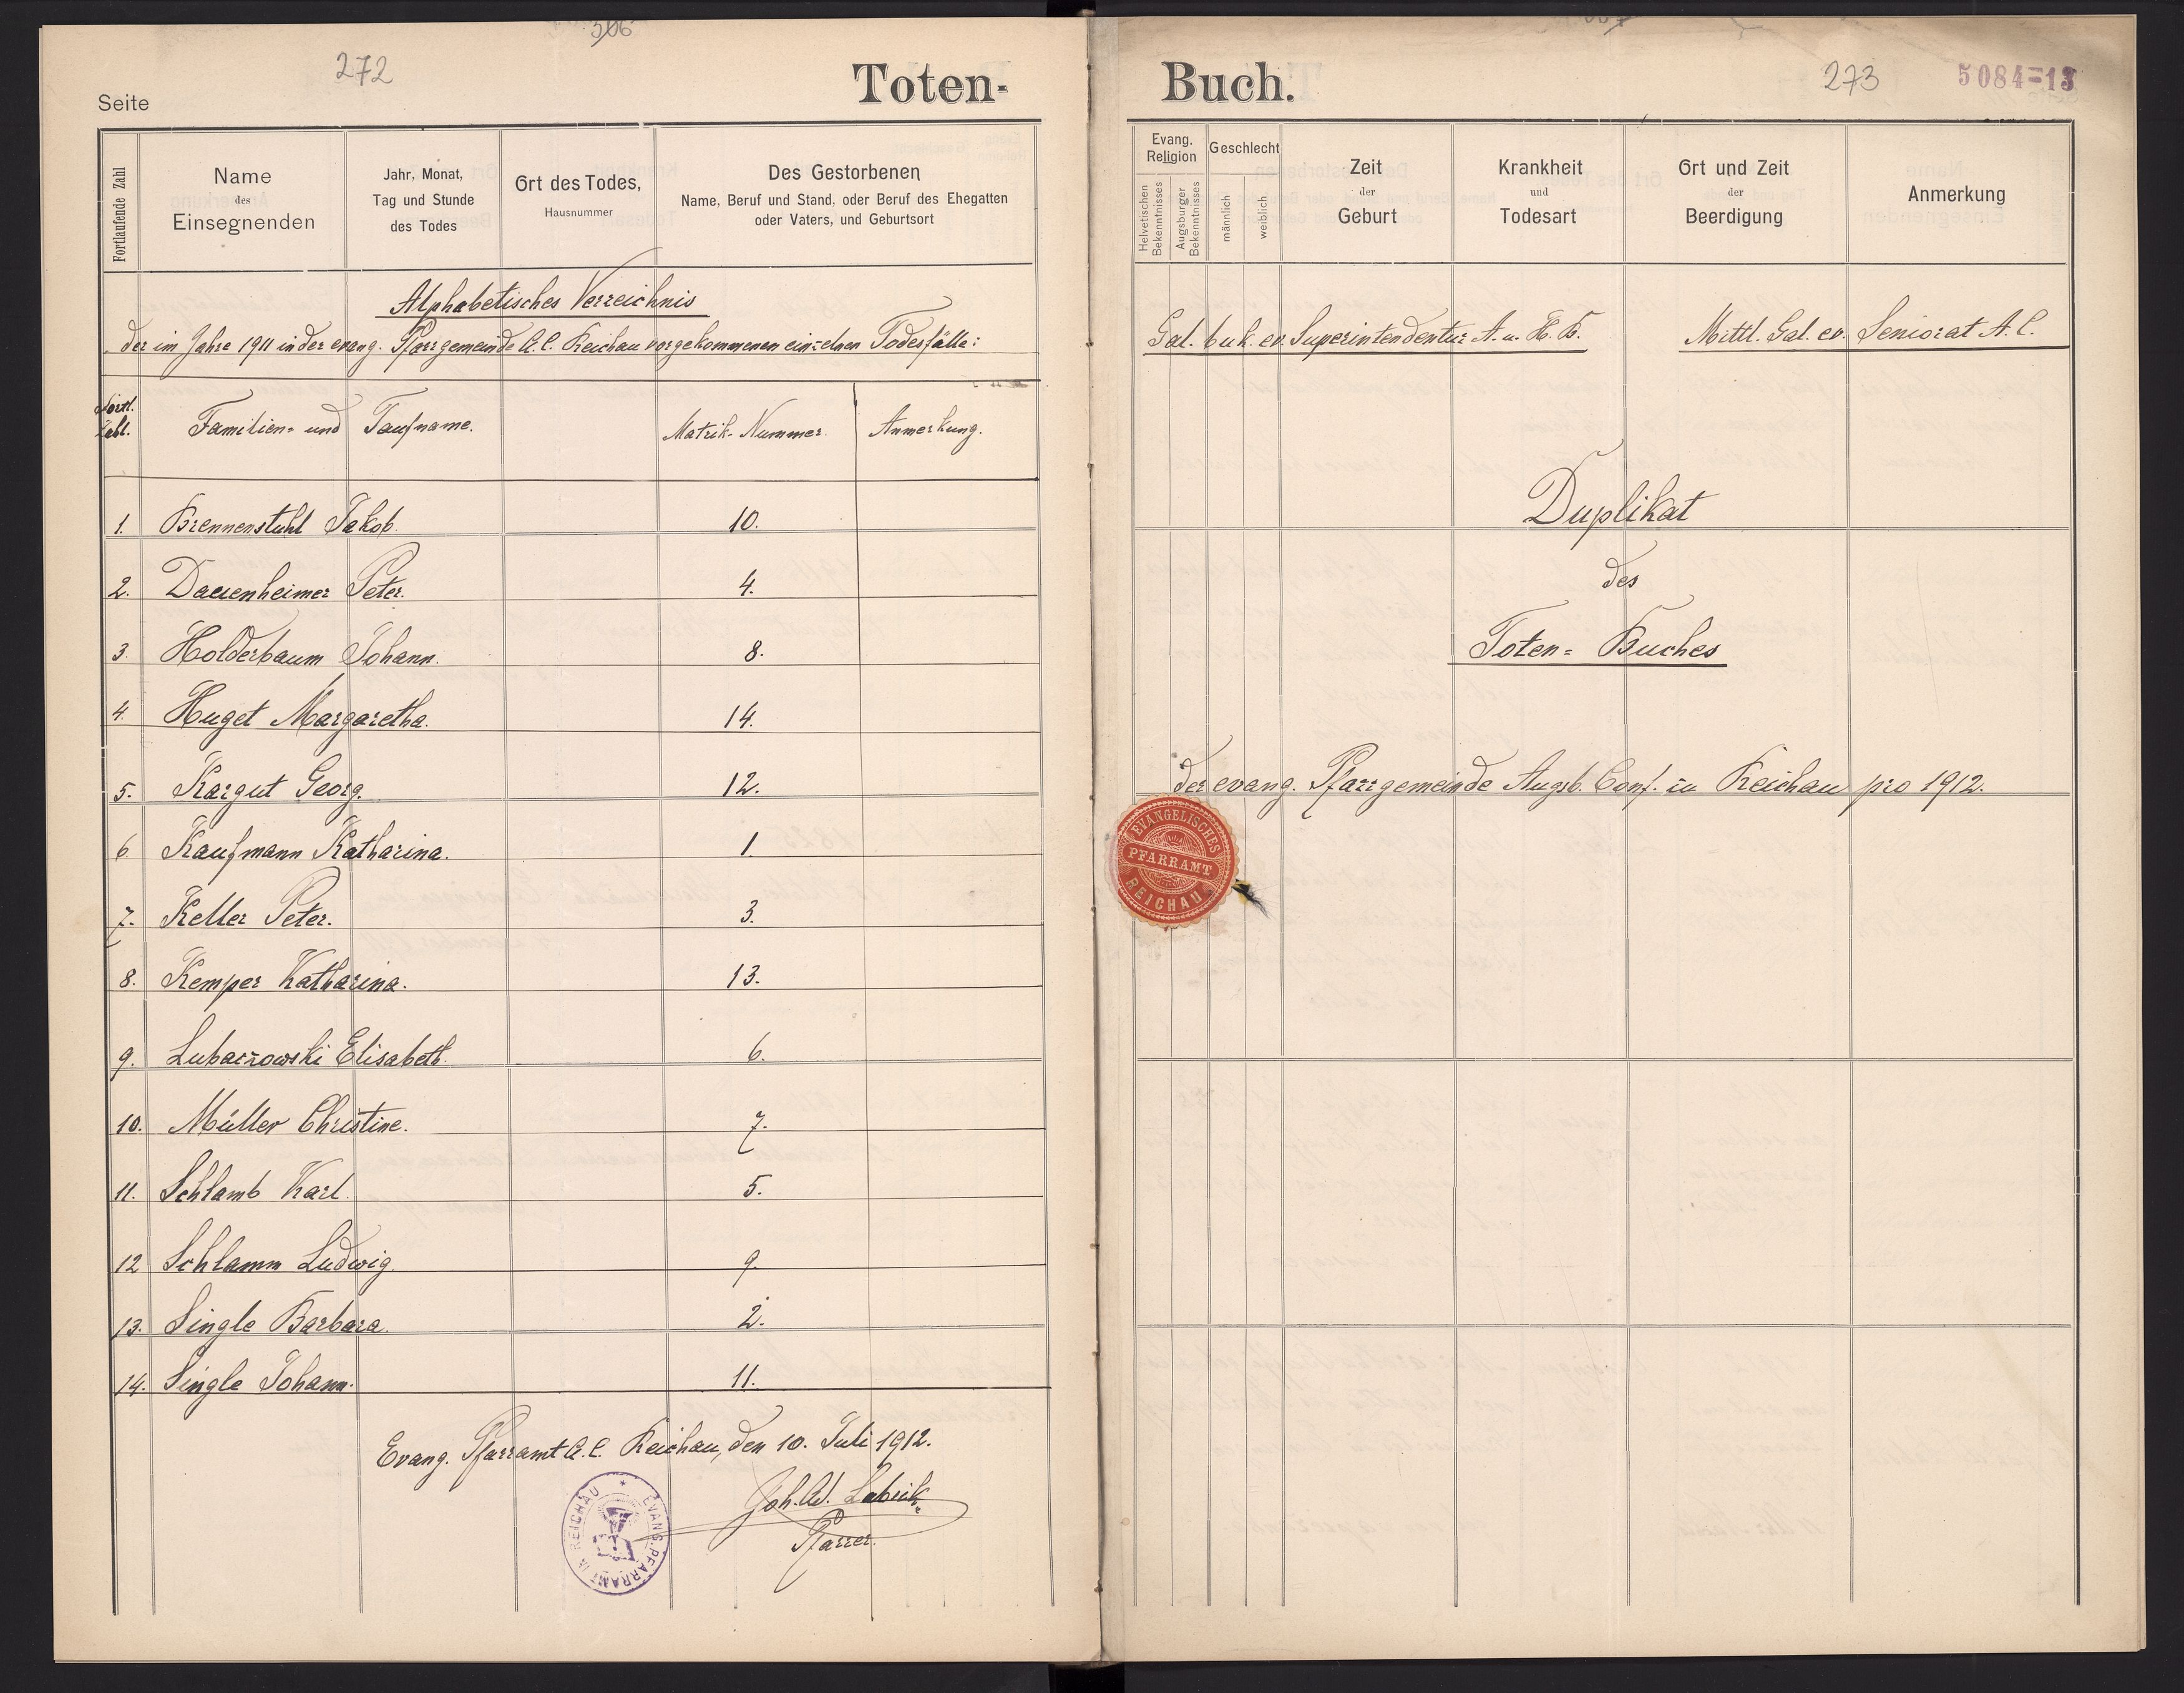 272
Toten-
Seite
Fortlaufende Zahl
Name
des
Einsegnenden
Jahr, Monat,
Tag und Stunde
des Todes
Ort des Todes,
Hausnummer
Des Gestorbenen
Name, Beruf und Stand, oder Beruf des Ehegatten
oder Vaters, und Geburtsort
Alphabetisches Verzeichnis
der im Jahre 1911 in der evang. Pfarrgemeinde A. C. Reichau vorgekommenen einzelnen Todesfälle:
Fortl. Zahl. Familien- und Taufname. Matrik-Nummer. Anmerkung.
1. Brennenstuhl Jakob. 10.
2. Dauenheimer Peter. 4.
3. Holderbaum Johann. 8.
4. Huget Margaretha. 14.
5. Kargut Georg. 12.
6. Kaufmann Katharina. 1.
7. Keller Peter. 3.
8. Kemper Katharina. 13.
9. Lubaczowski Elisabeth. 6.
10. Müller Christine. 7.
11. Schlamb Karl. 5.
12 Schlamm Ludwig. 9.
13. Single Barbara. 2.
14. Single Johann. 11.
Evang. Pfarramt A. C. Reichau, den 10. Juli 1912.
Pfarrer.
EVANG. PFARRAMT IN REICHAU
Buch.
273
5084=13
Evang.
Religion
Helvetischen
Bekenntnisses
Augsburger
Bekenntnisses
Geschlecht
männlich
weiblich
Zeit
der
Geburt
Krankheit
und
Todesart
Ort und Zeit
der
Beerdigung
Anmerkung
Gal. buk. ev. Superintendentur A. u. H. B. Mittl. Gal. ev. Seniorat A. C.
Duplikat
des
Toten- Buches
der evang. Pfarrgemeinde Augsb. Conf. in Reichau pro 1912.
EVANGELISCHES
PFARRAMT
REICHAU